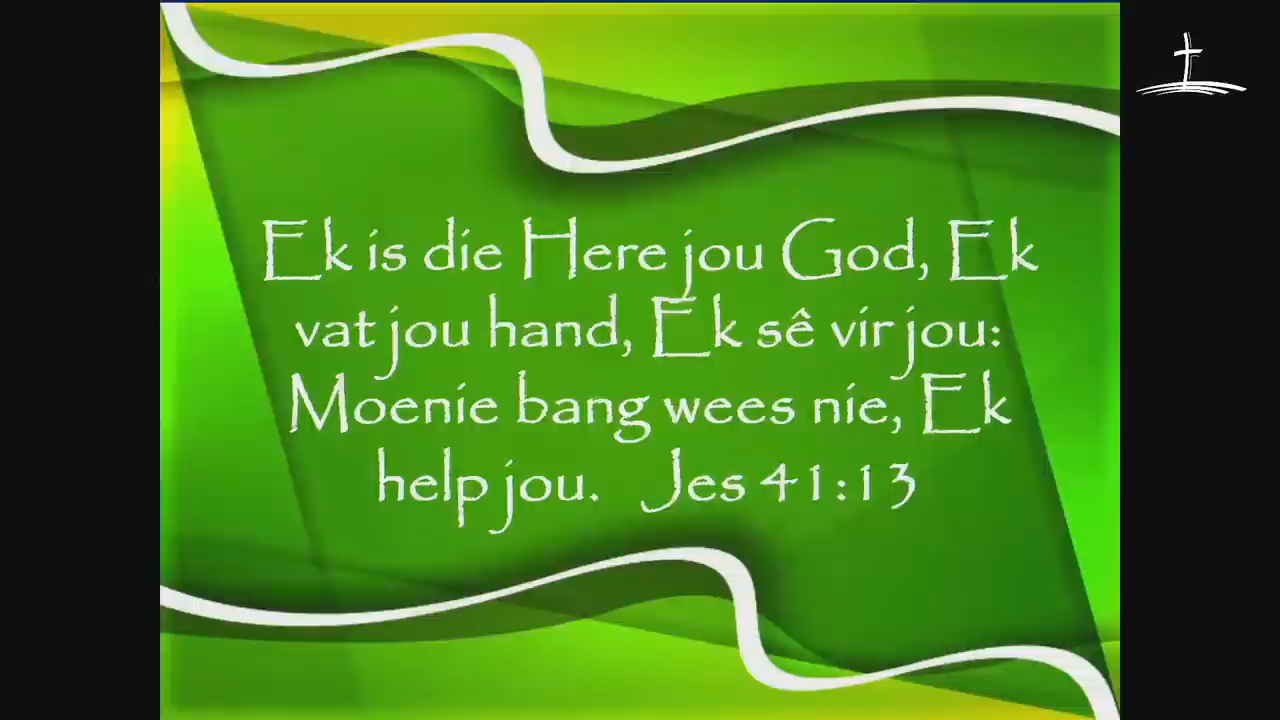 Ek is die Here jou God, Ek
vat jou hand, Ek sê vir jou:
Moenie bang wees nie, Ek
help jou. Jes 41:13